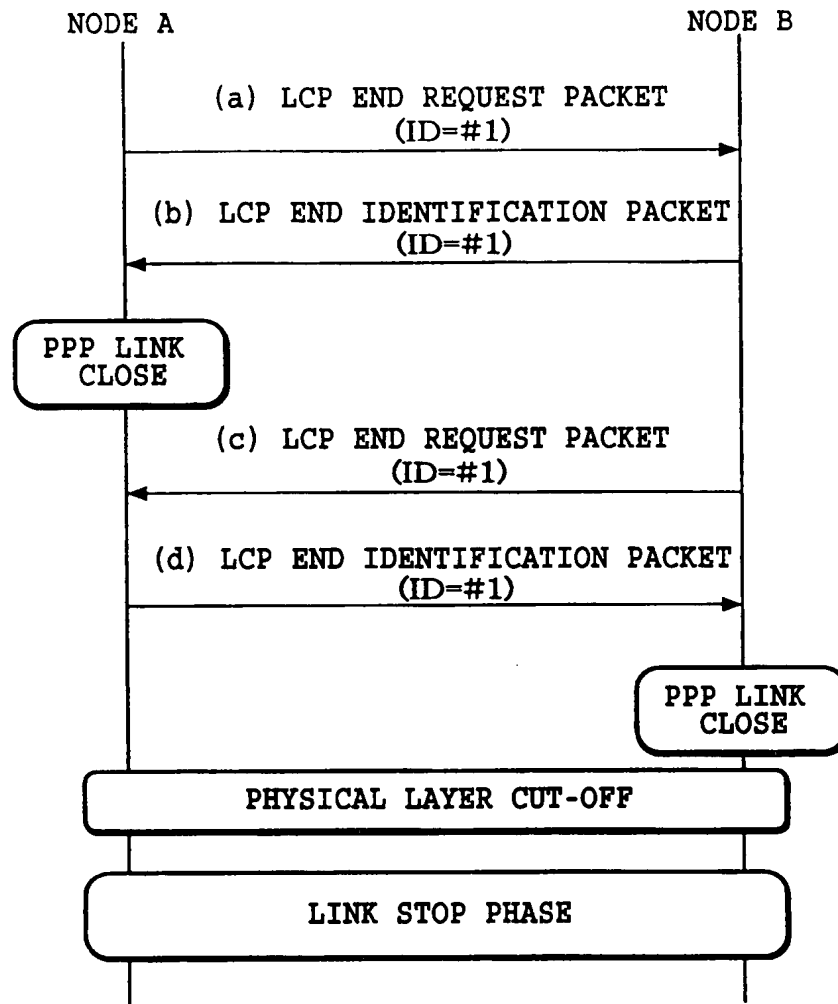 NODE A
NODE B
(a) LCP END REQUEST PACKET
(ID=#1)
(b) LCP END IDENTIFICATION PACKET
(ID=#1)
PPP LINK
CLOSE
(c) LCP END REQUEST PACKET
(ID=#1)
(d) LCP END IDENTIFICATION PACKET
(ID=#1)
PPP LINK
CLOSE
PHYSICAL LAYER CUT-OFF
LINK STOP PHASE